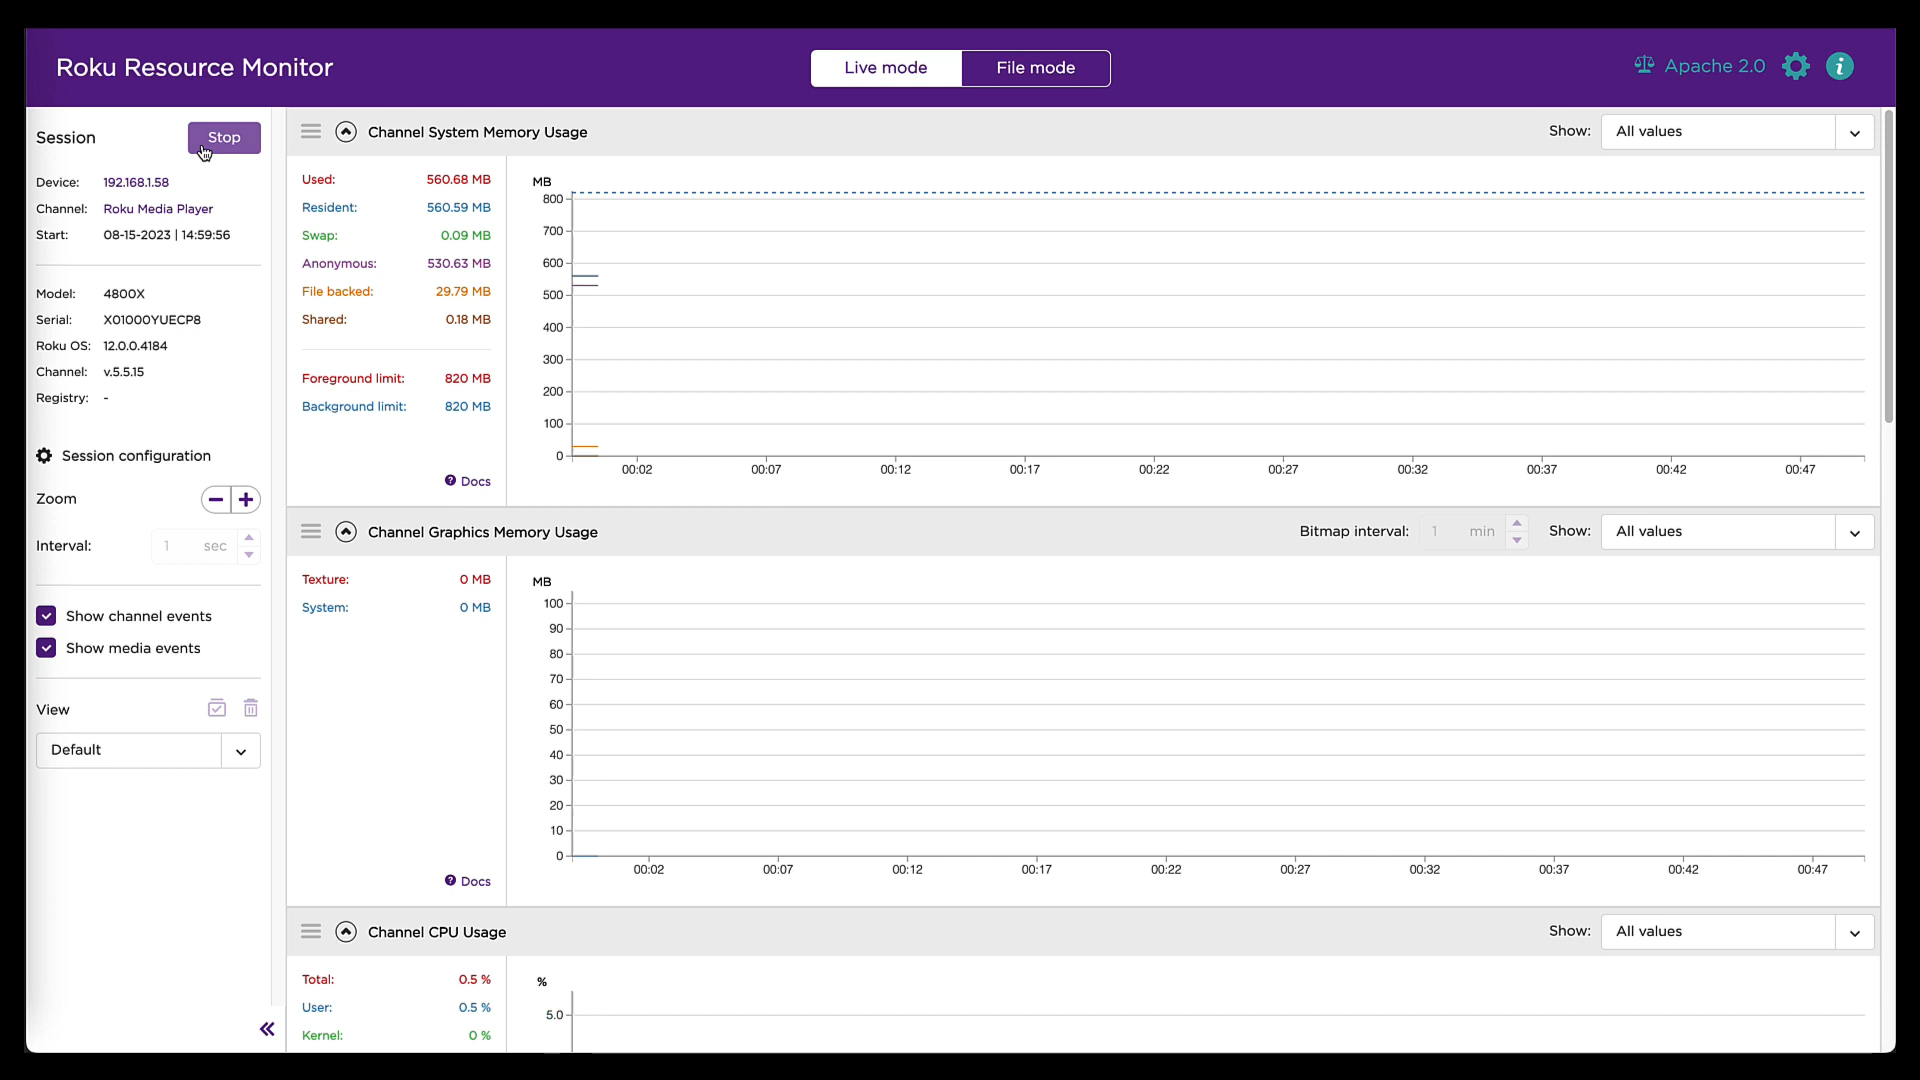 Roku Resource Monitor
Live mode
File mode
Apache 2.0
i
Session
Stop
Device: 192.168.1.58
Channel: Roku Media Player
Start: 08-15-2023 | 14:59:56
Model: 4800X
Serial: X01000YUECP8
Roku OS: 12.0.0.4184
Channel: v.5.5.15
Registry: -
Session configuration
Zoom
Interval: 1 sec
Show channel events
Show media events
View
Default
Channel System Memory Usage
Show: All values
Used: 560.68 MB
Resident: 560.59 MB
Swap: 0.09 MB
Anonymous: 530.63 MB
File backed: 29.79 MB
Shared: 0.18 MB
Foreground limit: 820 MB
Background limit: 820 MB
? Docs
MB
800
700
600
500
400
300
200
100
0
00:02 00:07 00:12 00:17 00:22 00:27 00:32 00:37 00:42 00:47
Channel Graphics Memory Usage
Bitmap interval: 1 min
Show: All values
Texture: 0 MB
System: 0 MB
? Docs
MB
100
90
80
70
60
50
40
30
20
10
0
00:02 00:07 00:12 00:17 00:22 00:27 00:32 00:37 00:42 00:47
Channel CPU Usage
Show: All values
Total: 0.5 %
User: 0.5 %
Kernel: 0 %
%
5.0